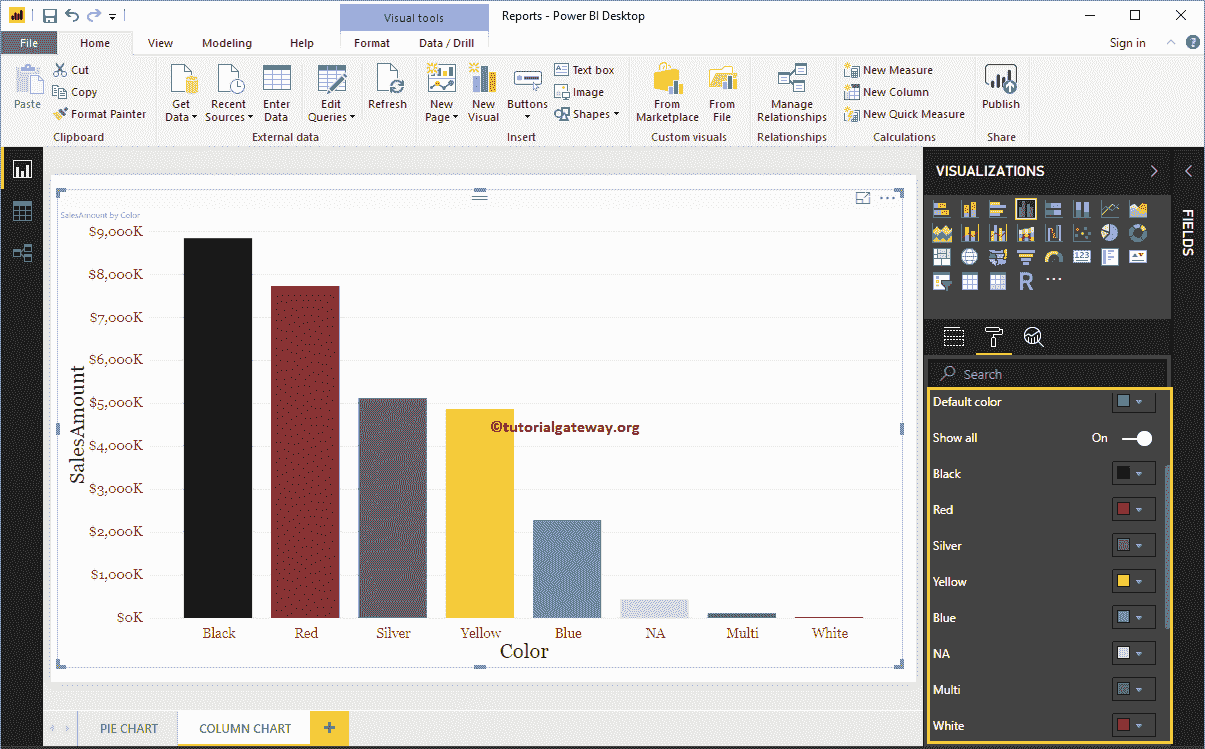 Visual tools
Reports - Power BI Desktop
File Home View Modeling Help Format Data / Drill Sign in
Paste
Cut
Copy
Format Painter
Clipboard
Get Data
Recent Sources
Enter Data
Edit Queries
External data
Refresh
New Page
New Visual
Buttons
Text box
Image
Shapes
Insert
From Marketplace
From File
Custom visuals
Manage Relationships
Relationships
New Measure
New Column
New Quick Measure
Calculations
Publish
Share
SalesAmount by Color
SalesAmount
$9,000K
$8,000K
$7,000K
$6,000K
$5,000K
$4,000K
$3,000K
$2,000K
$1,000K
$0K
©tutorialgateway.org
Black Red Silver Yellow Blue NA Multi White
Color
PIE CHART
COLUMN CHART
+
VISUALIZATIONS
FIELDS
123
R
Search
Default color
Show all On
Black
Red
Silver
Yellow
Blue
NA
Multi
White